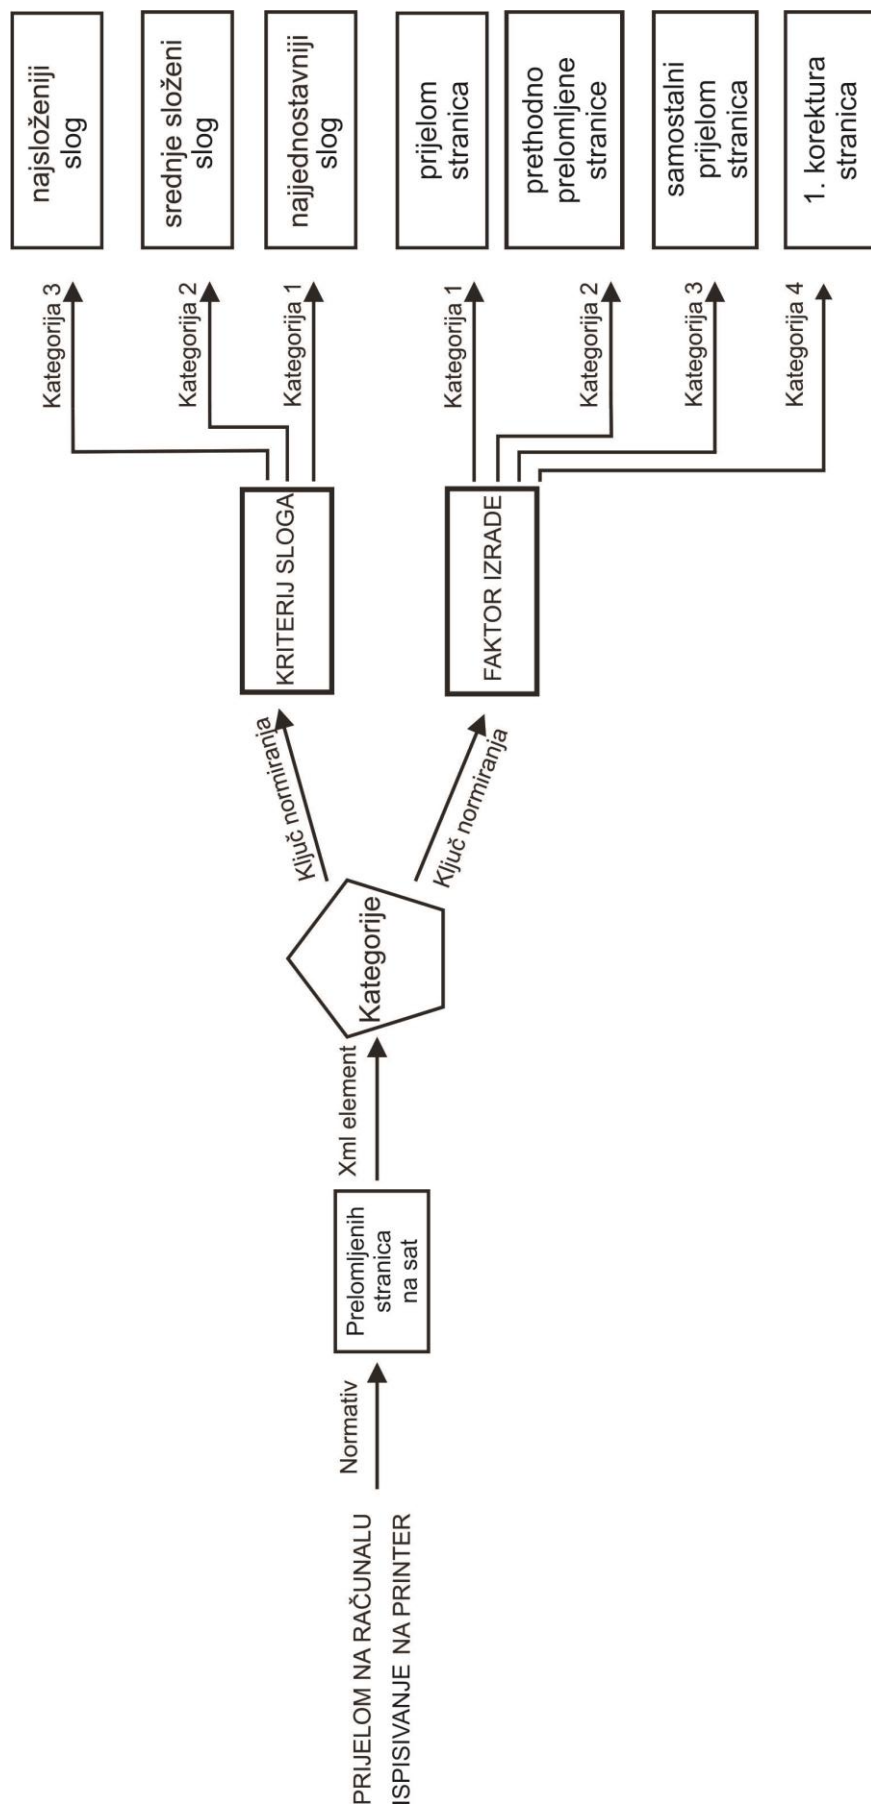 PRIJELOM NA RAČUNALU
ISPISIVANJE NA PRINTER
Normativ
Prelomljenih
stranica
na sat
Xml element
Kategorije
Ključ normiranja
KRITERIJ SLOGA
Kategorija 3
najsloženiji
slog
Kategorija 2
srednje složeni
slog
Kategorija 1
najjednostavniji
slog
Ključ normiranja
FAKTOR IZRADE
Kategorija 1
prijelom
stranica
Kategorija 2
prethodno
prelomljene
stranice
Kategorija 3
samostalni
prijelom
stranica
Kategorija 4
1. korektura
stranica